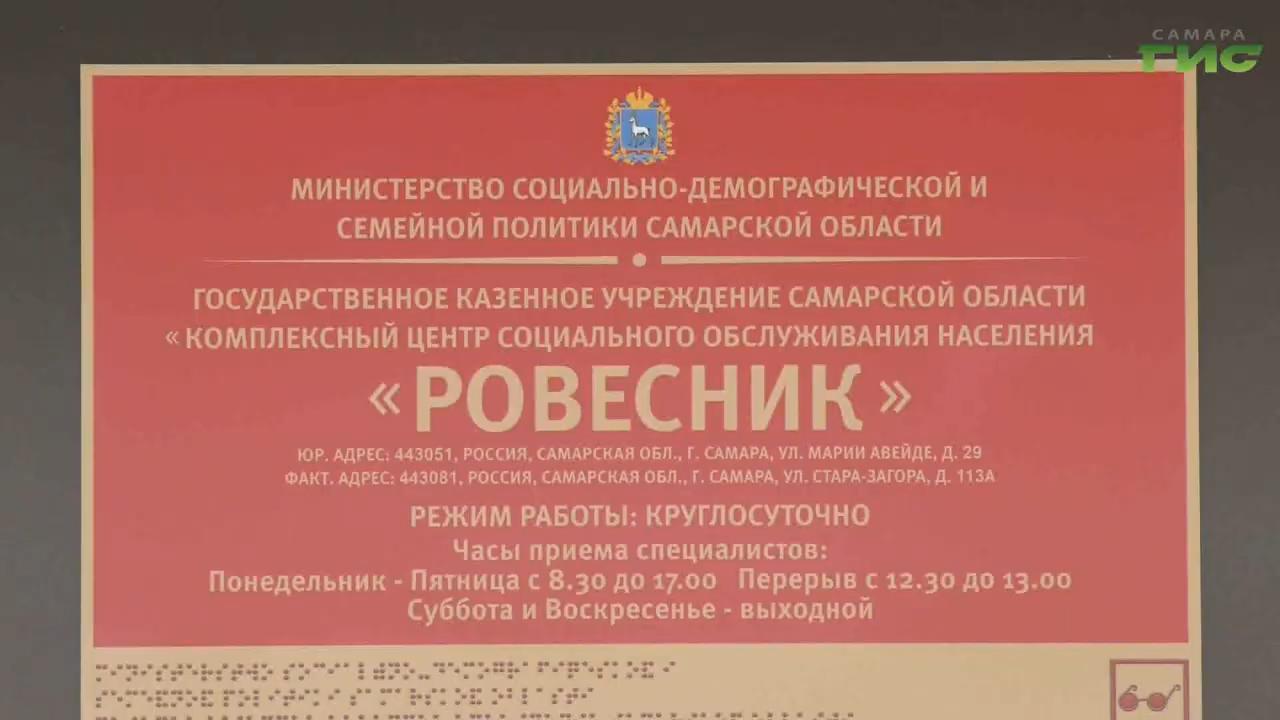 САМАРА
ГИС
МИНИСТЕРСТВО СОЦИАЛЬНО-ДЕМОГРАФИЧЕСКОЙ И
СЕМЕЙНОЙ ПОЛИТИКИ САМАРСКОЙ ОБЛАСТИ
ГОСУДАРСТВЕННОЕ КАЗЕННОЕ УЧРЕЖДЕНИЕ САМАРСКОЙ ОБЛАСТИ
«КОМПЛЕКСНЫЙ ЦЕНТР СОЦИАЛЬНОГО ОБСЛУЖИВАНИЯ НАСЕЛЕНИЯ
«РОВЕСНИК»
ЮР. АДРЕС: 443051, РОССИЯ, САМАРСКАЯ ОБЛ., Г. САМАРА, УЛ. МАРИИ АВЕЙДЕ, Д. 29
ФАКТ. АДРЕС: 443081, РОССИЯ, САМАРСКАЯ ОБЛ., Г. САМАРА, УЛ. СТАРА-ЗАГОРА, Д. 113А
РЕЖИМ РАБОТЫ: КРУГЛОСУТОЧНО
Часы приема специалистов:
Понедельник - Пятница с 8.30 до 17.00 Перерыв с 12.30 до 13.00
Суббота и Воскресенье - выходной